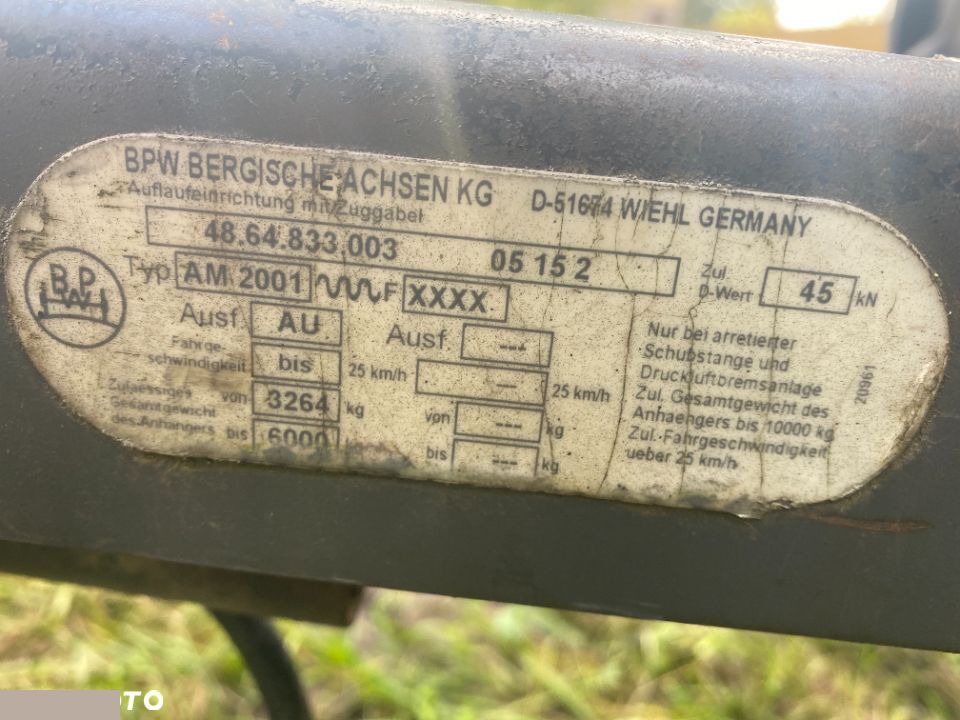 BPW BERGISCHE ACHSEN KG D-51674 WIEHL GERMANY
Auflaufeinrichtung mit Zuggabel
48.64.833.003 05 15 2
Zul. D-Wert 45 kN
BPW
Typ AM 2001 F XXXX
Ausf. AU
Ausf. ---
Fahrge-
schwindigkeit bis 25 km/h
-- 25 km/h
Zulaessiges von 3264 kg
Gesamtgewicht
des Anhangers bis 6000
von --- kg
bis --- kg
Nur bei arretierter
Schubstange und
Druckluftbremsanlage
Zul. Gesamtgewicht des
Anhaengers bis 10000 kg
Zul.-Fahrgeschwindigkeit
ueber 25 km/h
20961
OTO